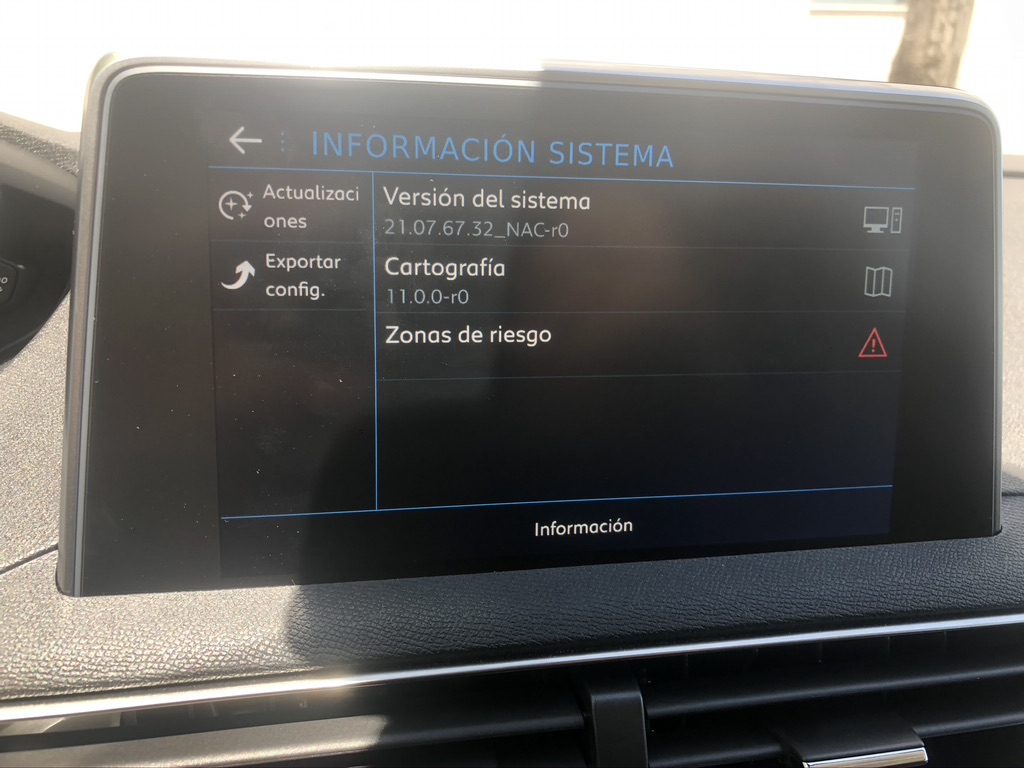 INFORMACIÓN SISTEMA
Actualizaci
ones
Exportar
config.
Versión del sistema
21.07.67.32_NAC-r0
Cartografía
11.0.0-r0
Zonas de riesgo
Información